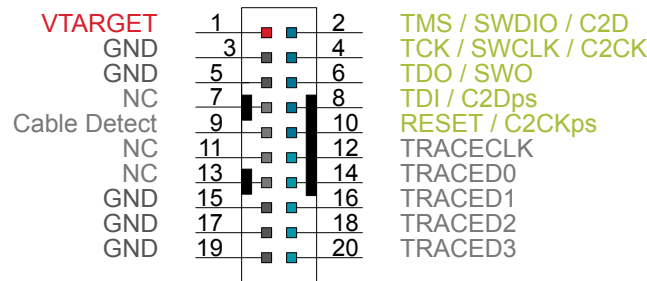 VTARGET 1 2 TMS / SWDIO / C2D
GND 3 4 TCK / SWCLK / C2CK
GND 5 6 TDO / SWO
NC 7 8 TDI / C2Dps
Cable Detect 9 10 RESET / C2CKps
NC 11 12 TRACECLK
NC 13 14 TRACED0
GND 15 16 TRACED1
GND 17 18 TRACED2
GND 19 20 TRACED3